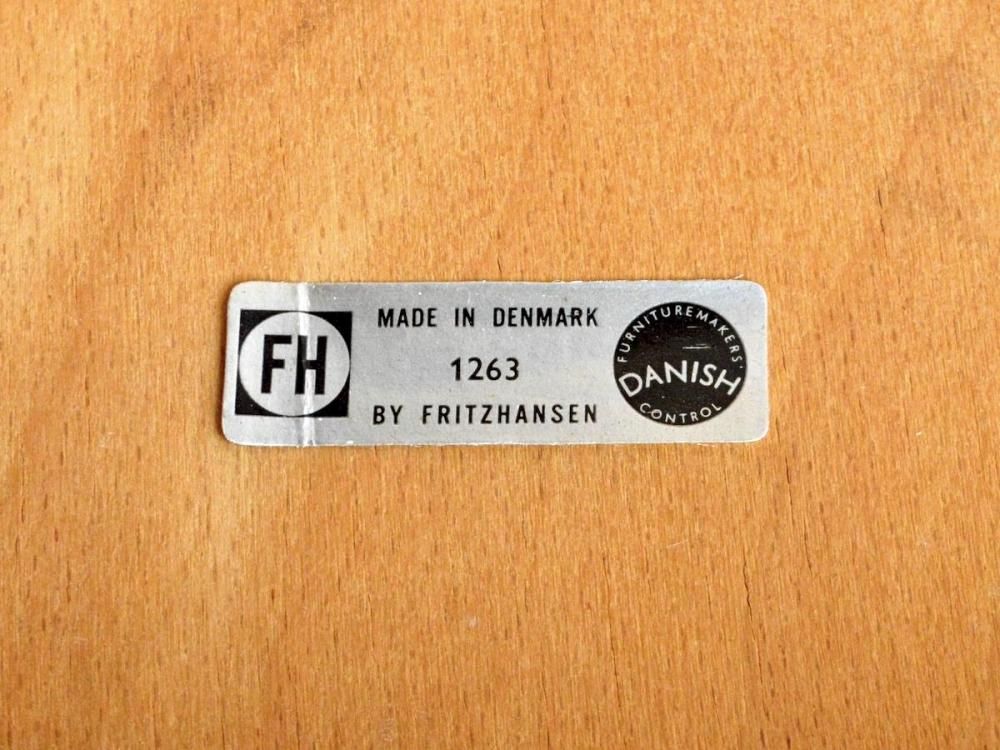 FH
MADE IN DENMARK
1263
BY FRITZHANSEN
FURNITUREMAKERS'
DANISH
CONTROL